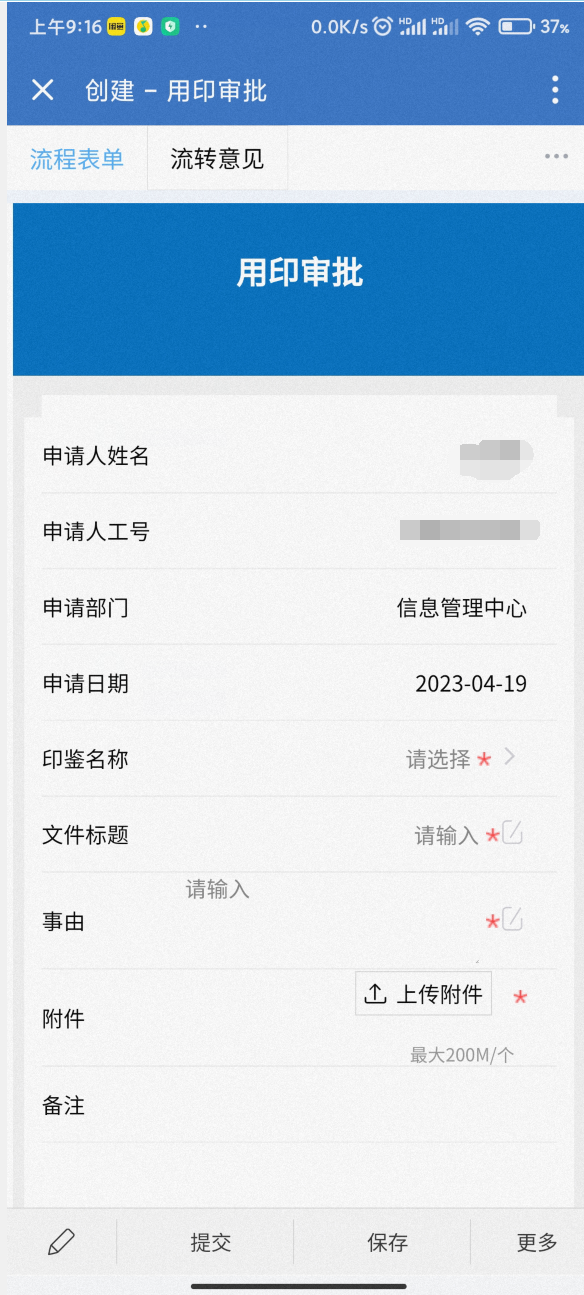 上午9:16 0.0K/s HD HD 37%
创建 - 用印审批
流程表单 流转意见
用印审批
申请人姓名
申请人工号
申请部门 信息管理中心
申请日期 2023-04-19
印鉴名称 请选择 *
文件标题 请输入 *
请输入
事由 *
上传附件 *
附件
最大200M/个
备注
提交 保存 更多